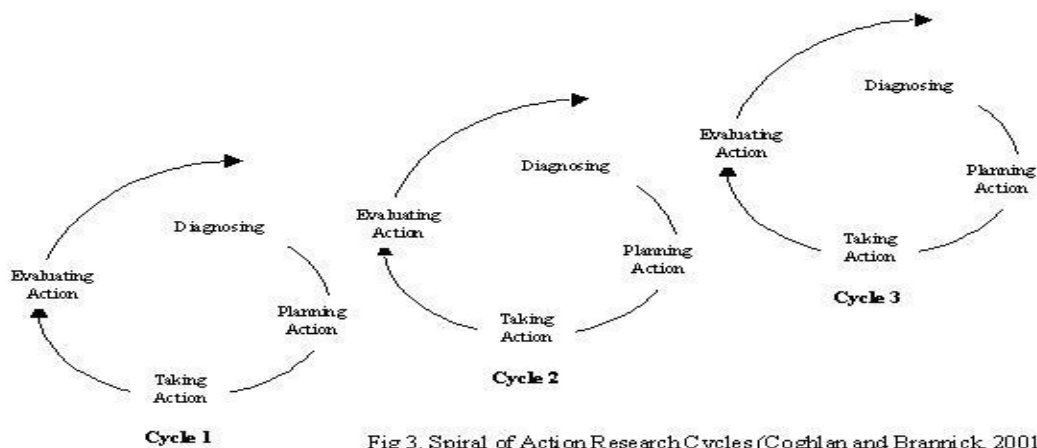 Diagnosing
Planning
Action
Taking
Action
Evaluating
Action
Cycle 1
Diagnosing
Planning
Action
Taking
Action
Evaluating
Action
Cycle 2
Diagnosing
Planning
Action
Taking
Action
Evaluating
Action
Cycle 3
Fig 3. Spiral of Action Research Cycles (Coghlan and Brannick, 2001